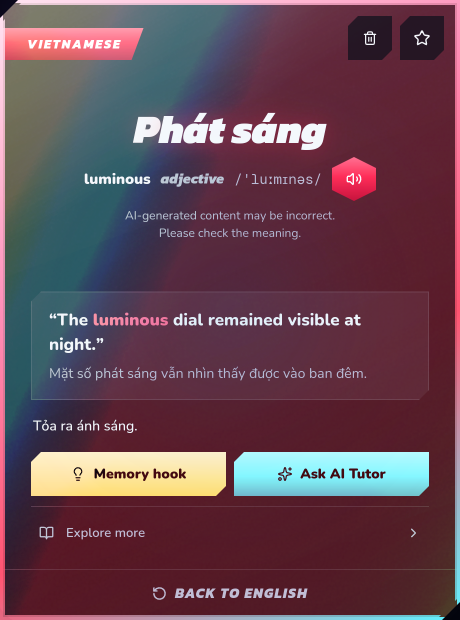 VIETNAMESE
Phát sáng
luminous adjective /ˈluːmɪnəs/
AI-generated content may be incorrect.
Please check the meaning.
“The luminous dial remained visible at
night.”
Mặt số phát sáng vẫn nhìn thấy được vào ban đêm.
Tỏa ra ánh sáng.
Memory hook
Ask AI Tutor
Explore more
BACK TO ENGLISH